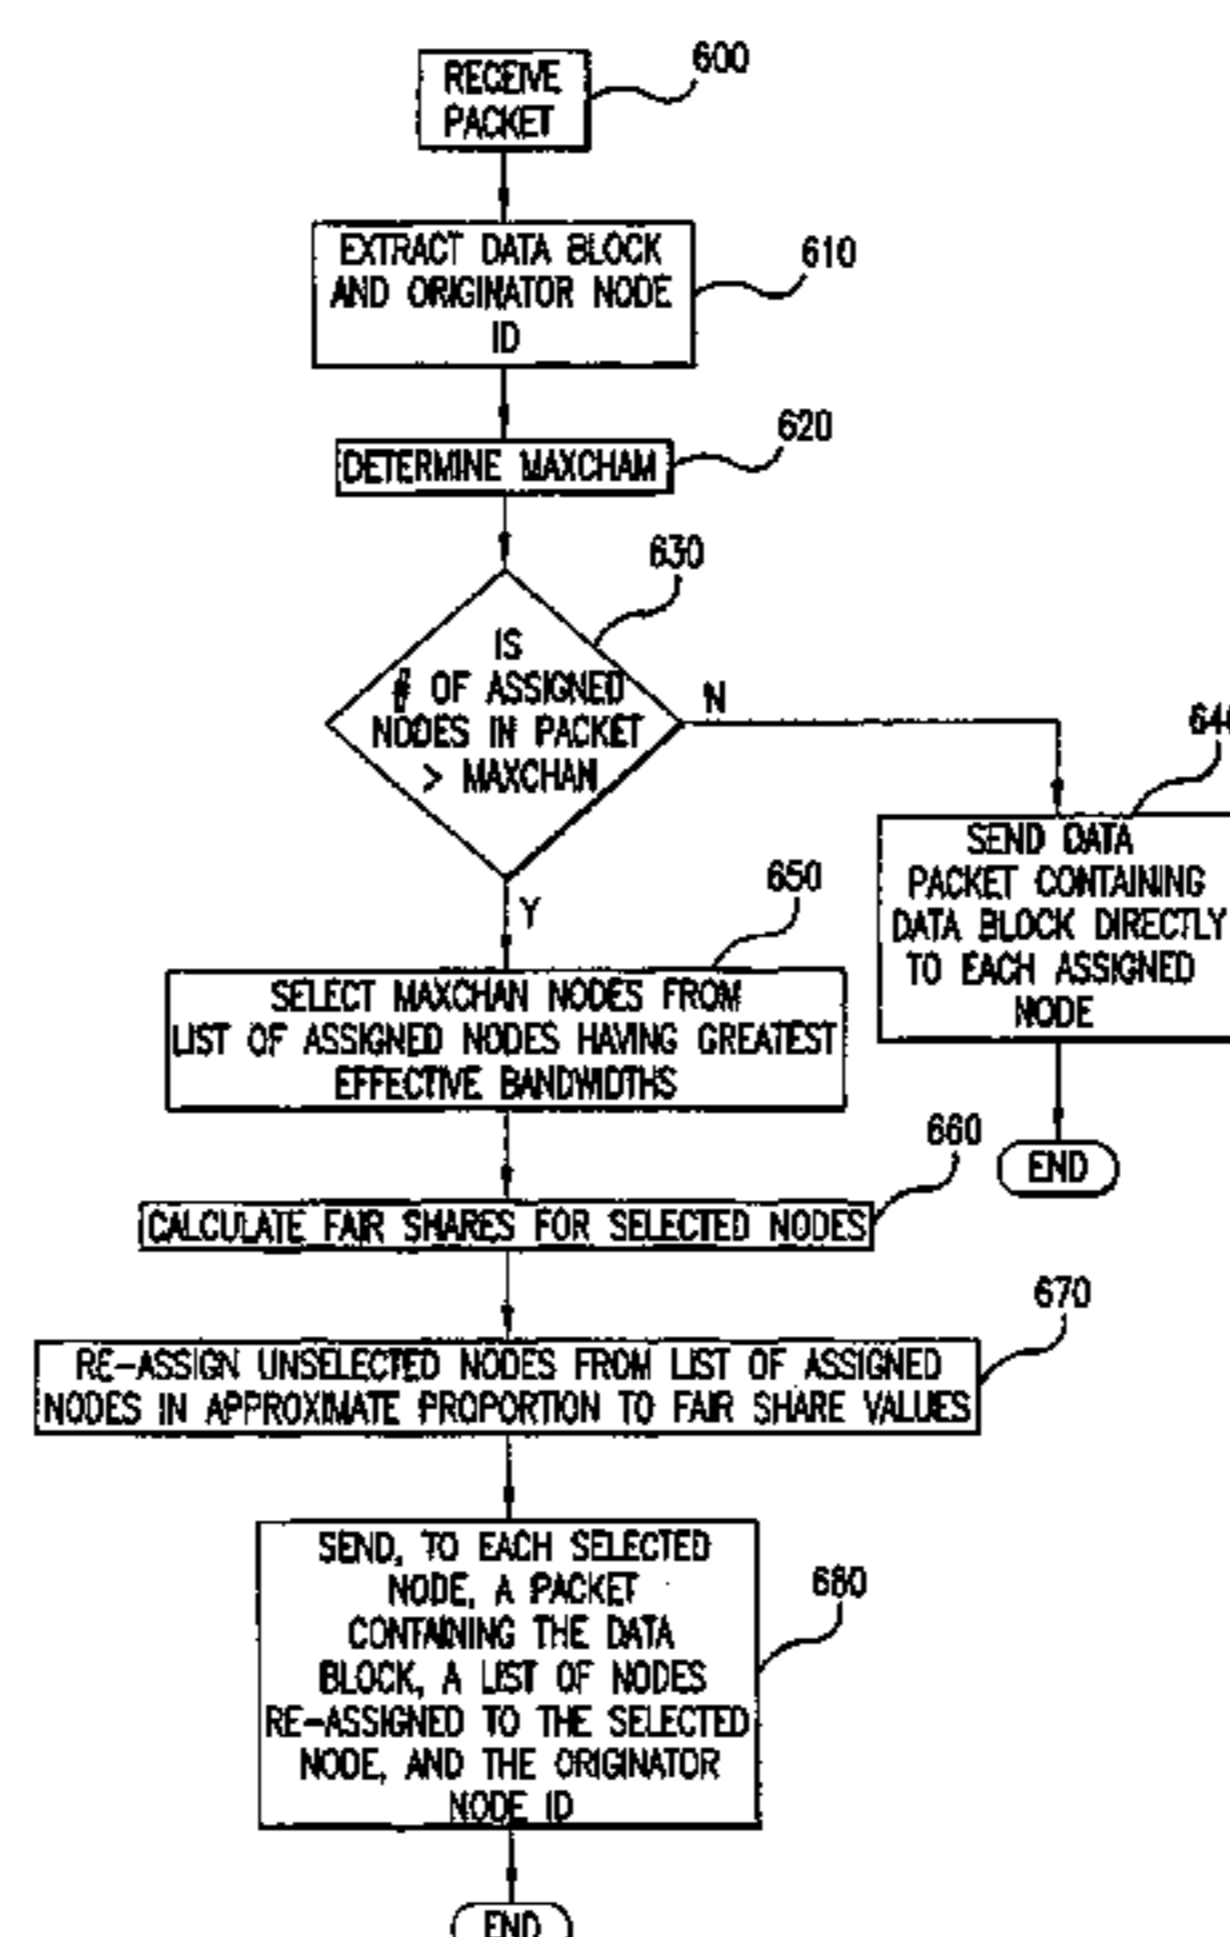 RECEIVE
PACKET
600
EXTRACT DATA BLOCK
AND ORIGINATOR NODE
ID
610
DETERMINE MAXCHAM
620
630
IS
# OF ASSIGNED
NODES IN PACKET
> MAXCHAN
N
Y
SEND DATA
PACKET CONTAINING
DATA BLOCK DIRECTLY
TO EACH ASSIGNED
NODE
END
650
SELECT MAXCHAN NODES FROM
LIST OF ASSIGNED NODES HAVING GREATEST
EFFECTIVE BANDWIDTHS
660
CALCULATE FAIR SHARES FOR SELECTED NODES
670
RE-ASSIGN UNSELECTED NODES FROM LIST OF ASSIGNED
NODES IN APPROXIMATE PROPORTION TO FAIR SHARE VALUES
680
SEND, TO EACH SELECTED
NODE, A PACKET
CONTAINING THE DATA
BLOCK, A LIST OF NODES
RE-ASSIGNED TO THE SELECTED
NODE, AND THE ORIGINATOR
NODE ID
END